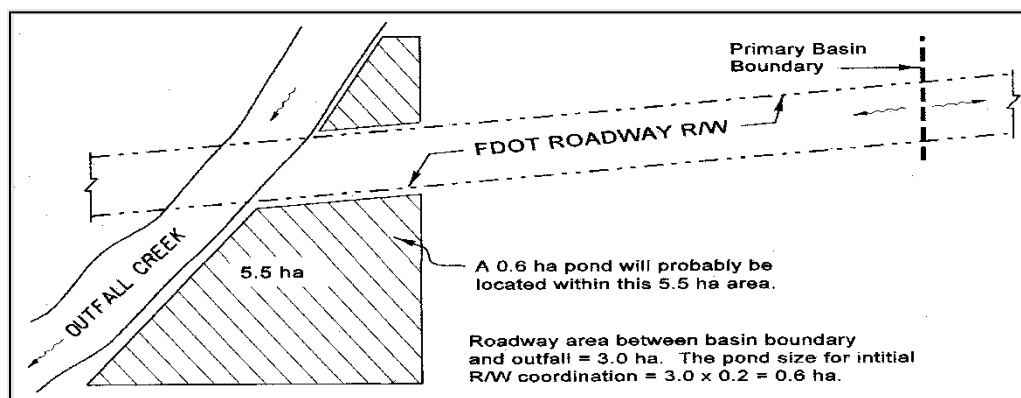 Primary Basin
Boundary
FDOT ROADWAY R/W
OUTFALL CREEK
5.5 ha
A 0.6 ha pond will probably be
located within this 5.5 ha area.
Roadway area between basin boundary
and outfall = 3.0 ha. The pond size for intitial
R/W coordination = 3.0 x 0.2 = 0.6 ha.